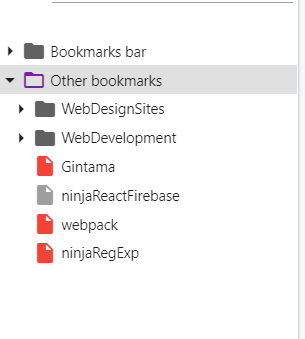 Bookmarks bar
Other bookmarks
WebDesignSites
WebDevelopment
Gintama
ninjaReactFirebase
webpack
ninjaRegExp